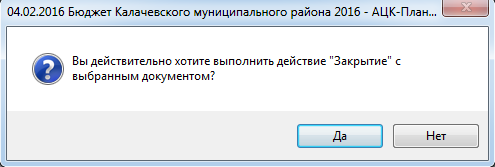 04.02.2016 Бюджет Калачевского муниципального района 2016 - АЦК-План...
Вы действительно хотите выполнить действие "Закрытие" с
выбранным документом?
Да
Нет